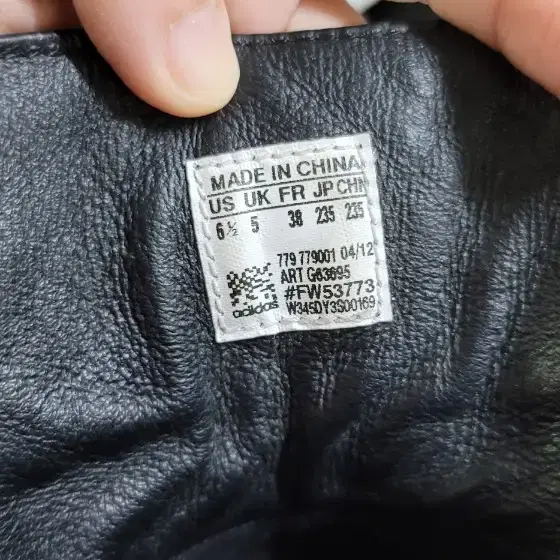 MADE IN CHINA
US UK FR JP CHN
6½ 5 38 235 235
779 779001 04/12
ART G63695
#FW53773
adidas W345DY3S00169